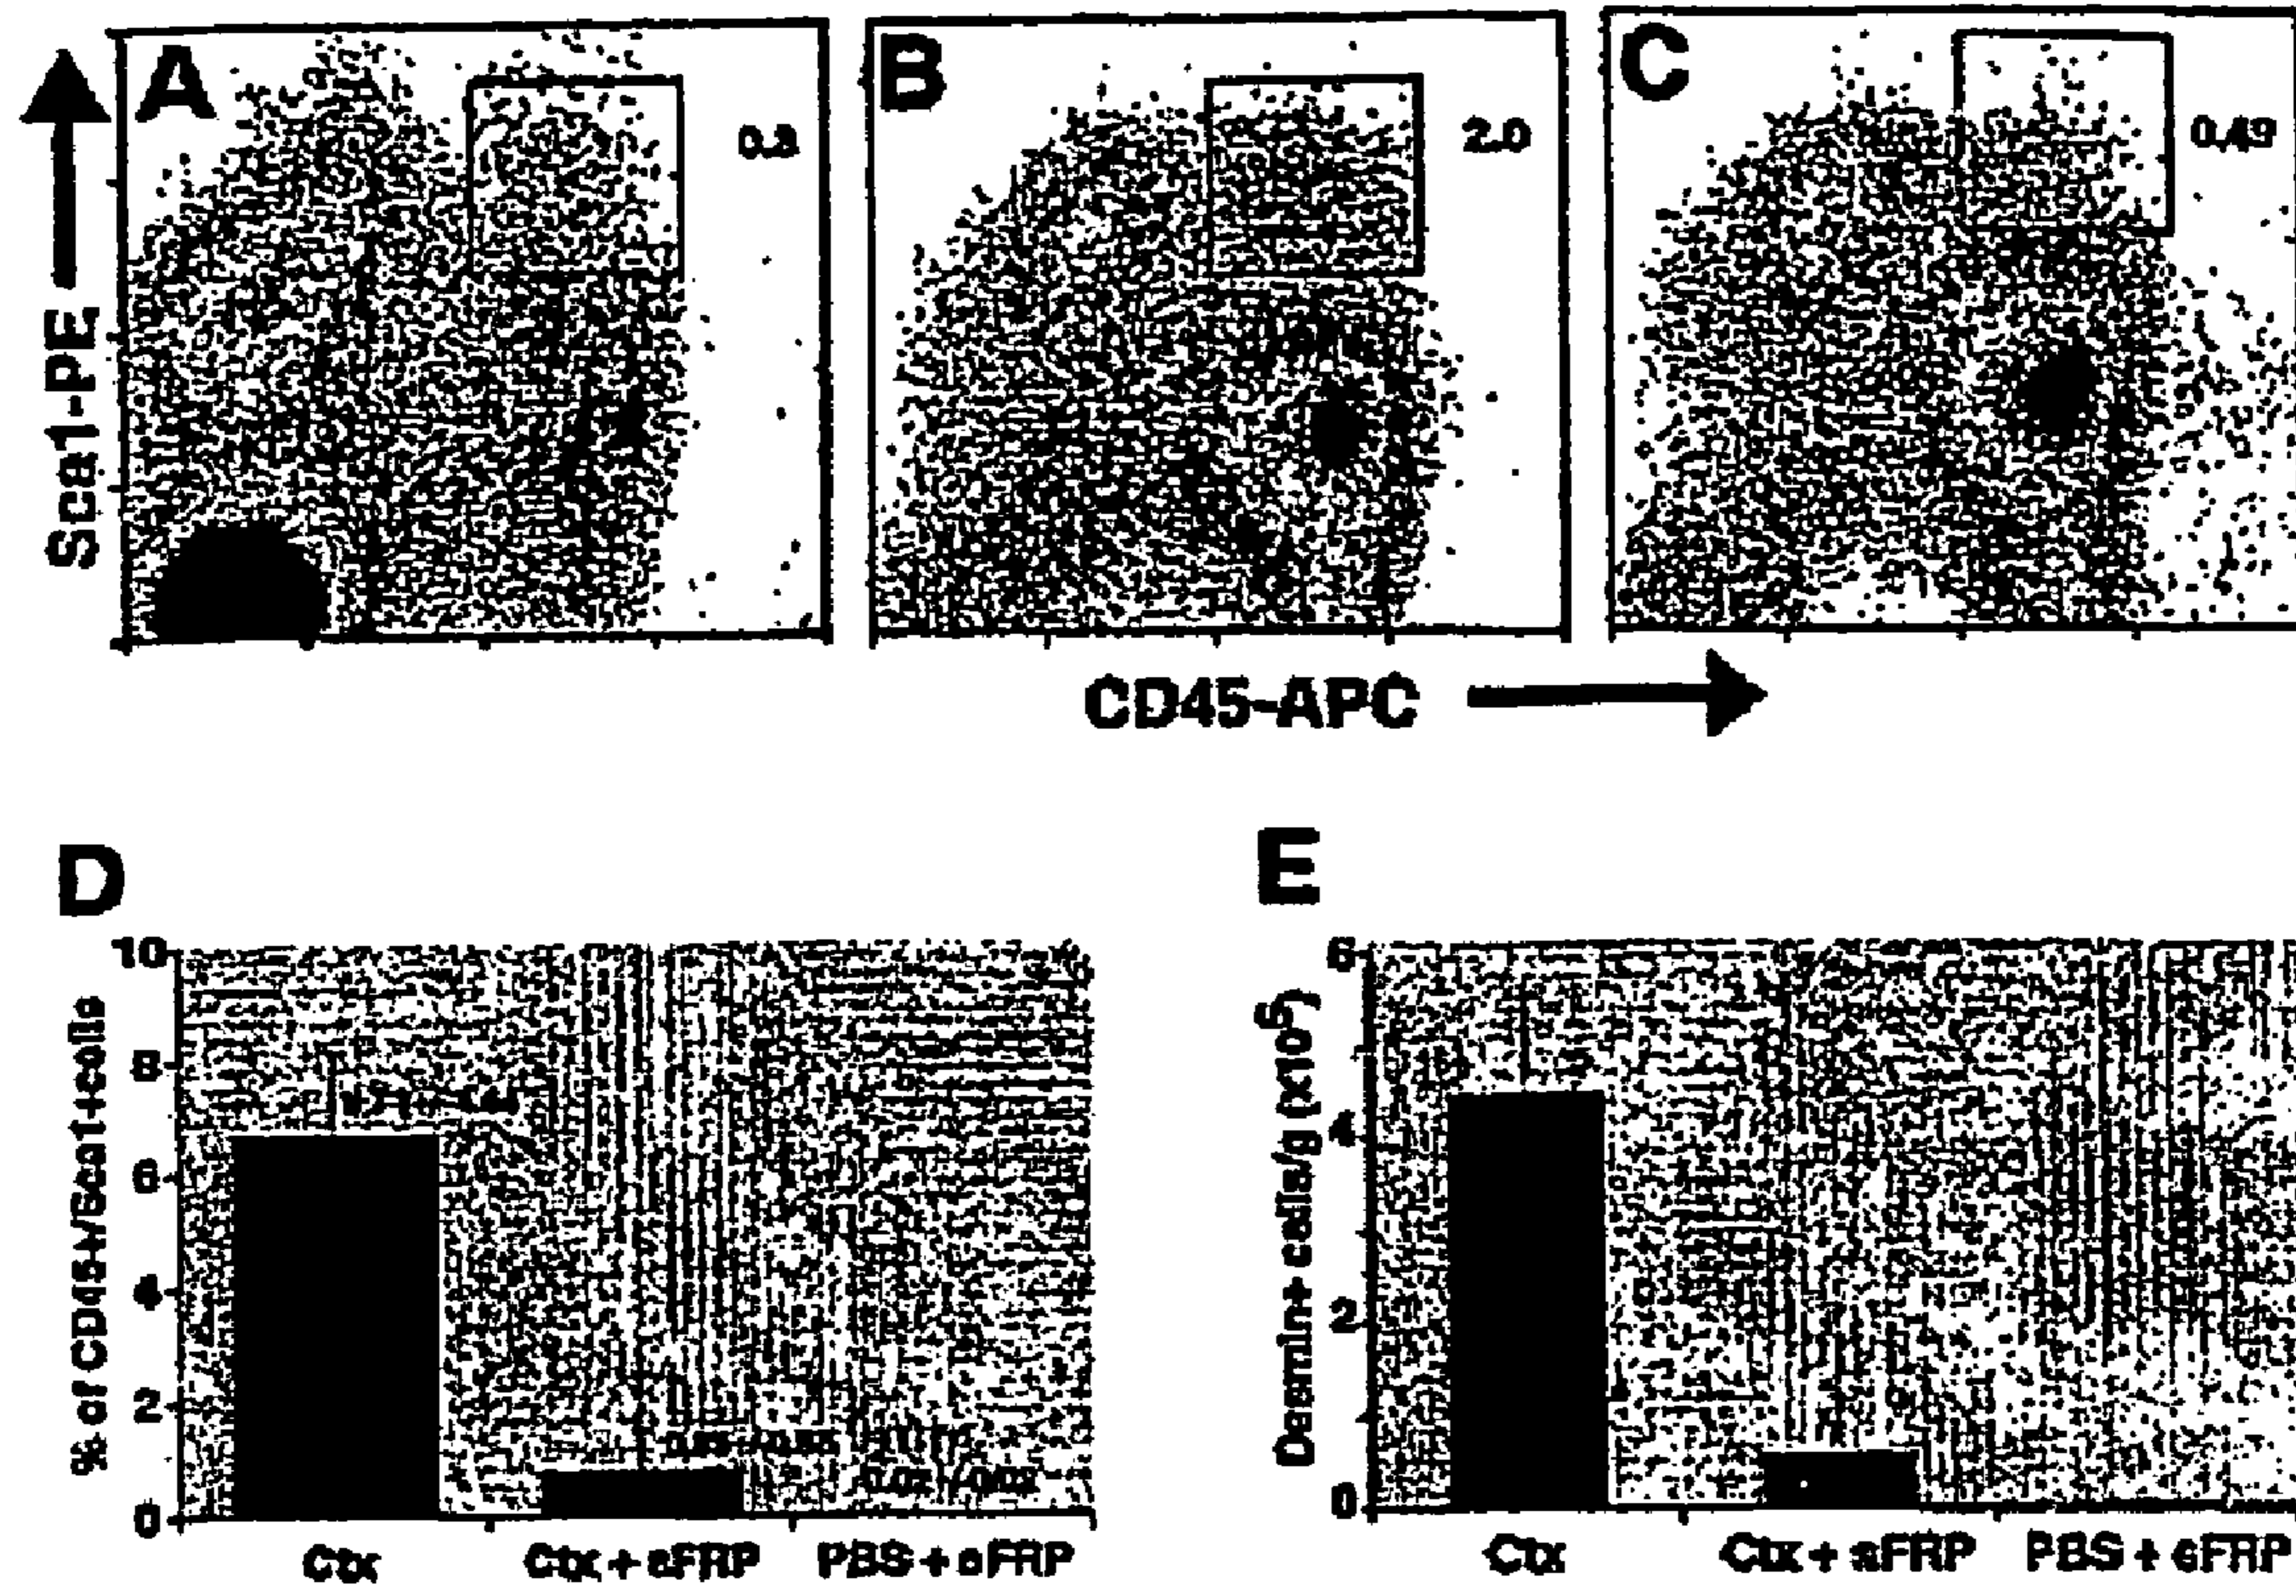 A
B
C
0.3
2.0
0.49
Sca1-PE
CD45-APC
D
E
10
8
6
4
2
0
% of CD45+/Sca1+cells
Ctx
Ctx + sFRP
PBS + sFRP
6
4
2
0
Desmin+ cells/g (x10⁵)
Ctx
Ctx + sFRP
PBS + sFRP